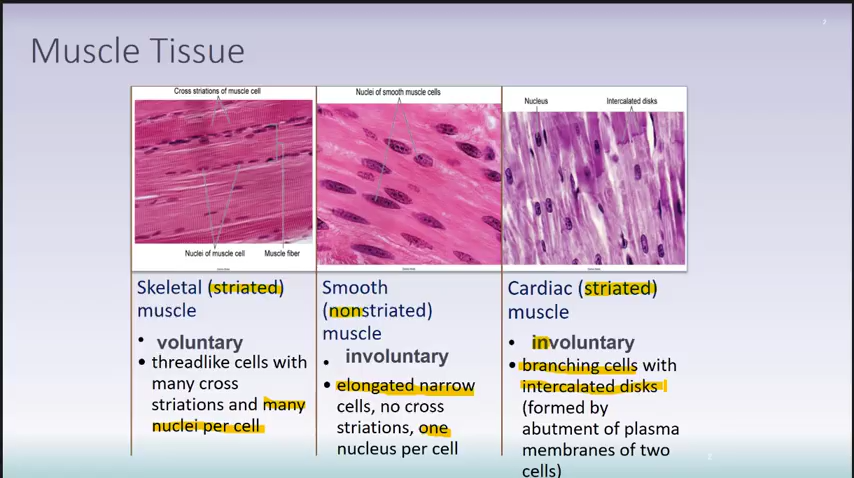 2
Muscle Tissue
Cross striations of muscle cell
Nuclei of muscle cell
Muscle fiber
Nuclei of smooth muscle cells
Nucleus
Intercalated disks
Skeletal (striated)
muscle
• voluntary
• threadlike cells with
many cross
striations and many
nuclei per cell
Smooth
(nonstriated)
muscle
• involuntary
• elongated narrow
cells, no cross
striations, one
nucleus per cell
Cardiac (striated)
muscle
• involuntary
• branching cells with
intercalated disks
(formed by
abutment of plasma
membranes of two
cells)
2